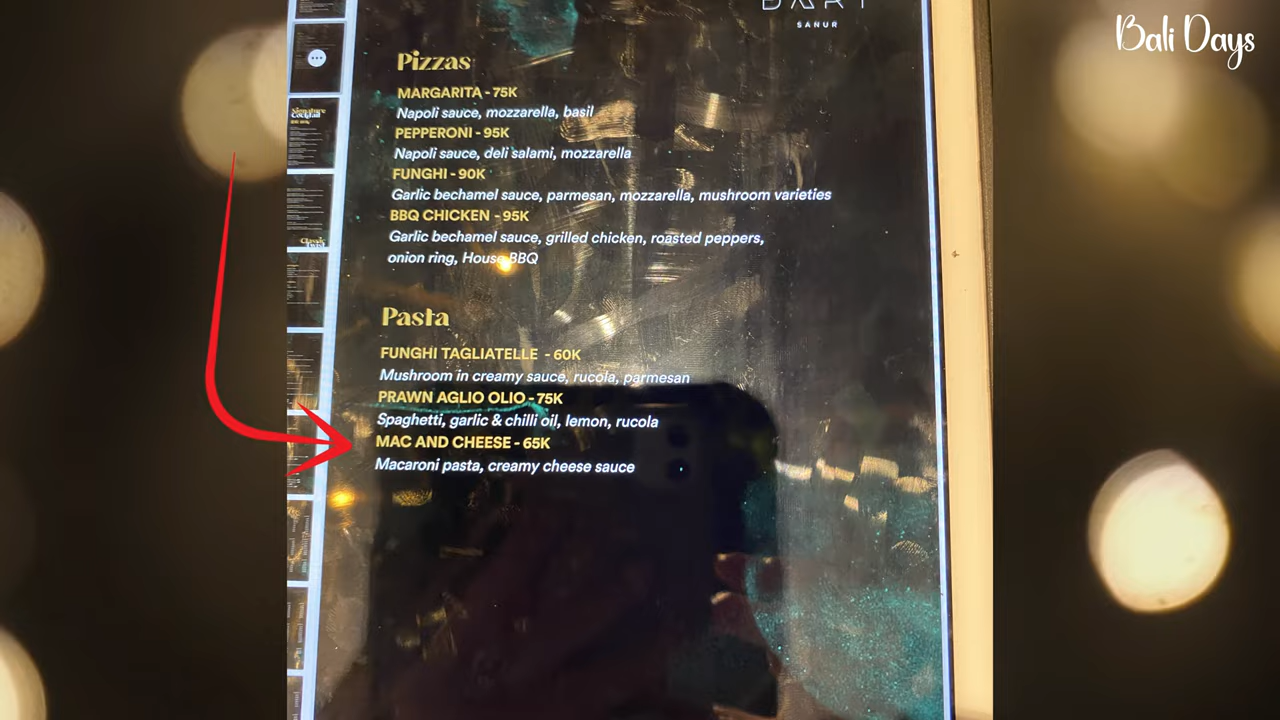 Bali Days
SANUR
Pizzas
MARGARITA - 75K
Napoli sauce, mozzarella, basil
PEPPERONI - 95K
Napoli sauce, deli salami, mozzarella
FUNGHI - 90K
Garlic bechamel sauce, parmesan, mozzarella, mushroom varieties
BBQ CHICKEN - 95K
Garlic bechamel sauce, grilled chicken, roasted peppers,
onion ring, House BBQ
Pasta
FUNGHI TAGLIATELLE - 60K
Mushroom in creamy sauce, rucola, parmesan
PRAWN AGLIO OLIO - 75K
Spaghetti, garlic & chilli oil, lemon, rucola
MAC AND CHEESE - 65K
Macaroni pasta, creamy cheese sauce